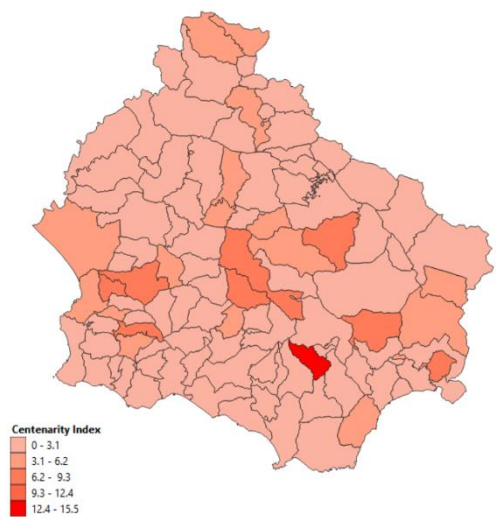 Centenarity Index
0 - 3.1
3.1 - 6.2
6.2 - 9.3
9.3 - 12.4
12.4 - 15.5